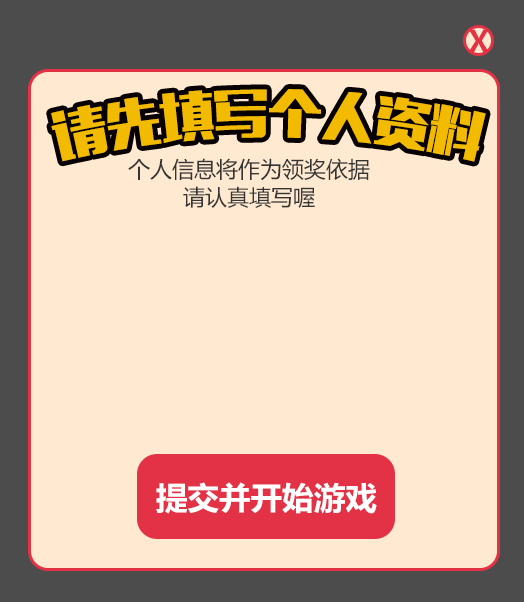 X
请先填写个人资料
个人信息将作为领奖依据
请认真填写喔
提交并开始游戏